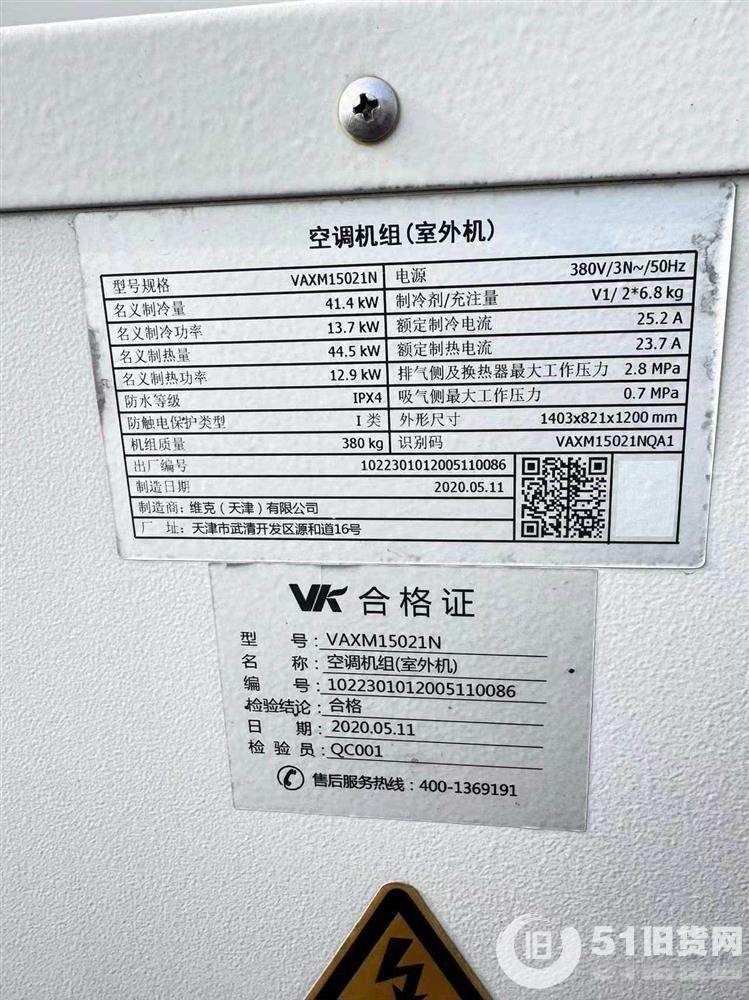 空调机组(室外机)
型号规格 VAXM15021N 电源 380V/3N~/50Hz
名义制冷量 41.4 kW 制冷剂/充注量 V1/ 2*6.8 kg
名义制冷功率 13.7 kW 额定制冷电流 25.2 A
名义制热量 44.5 kW 额定制热电流 23.7 A
名义制热功率 12.9 kW 排气侧及换热器最大工作压力 2.8 MPa
防水等级 IPX4 吸气侧最大工作压力 0.7 MPa
防触电保护类型 I 类 外形尺寸 1403x821x1200 mm
机组质量 380 kg 识别码 VAXM15021NQA1
出厂编号 1022301012005110086
制造日期 2020.05.11
制造商: 维克（天津）有限公司
厂 址: 天津市武清开发区源和道16号
VK 合格证
型 号: VAXM15021N
名 称: 空调机组(室外机)
编 号: 1022301012005110086
检验结论: 合格
日 期: 2020.05.11
检 验 员: QC001
售后服务热线: 400-1369191
旧 51旧货网